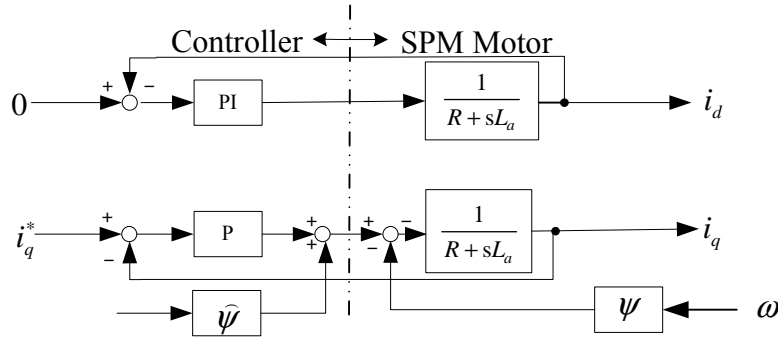 Controller SPM Motor
+ −
0 PI 1 / R + sL_a i_d
+ + + − 
i_q^* P + − 1 / R + sL_a i_q
−
ψ̂ ψ ω